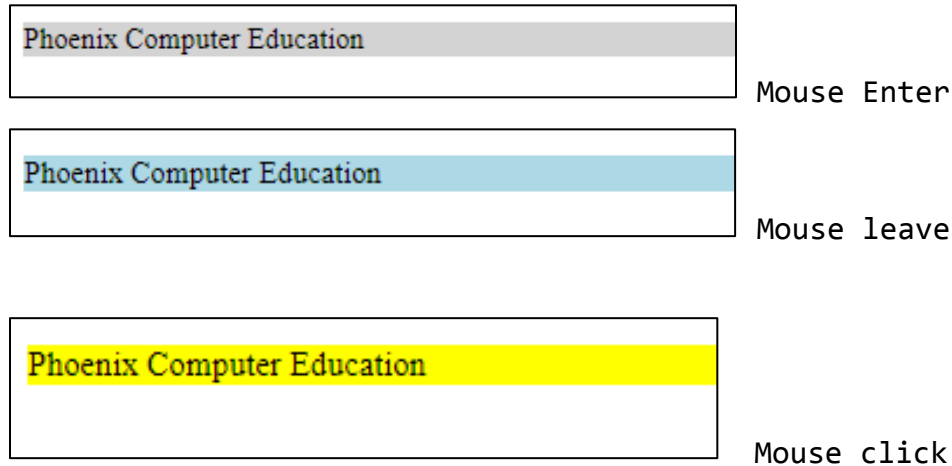 Phoenix Computer Education
Mouse Enter
Phoenix Computer Education
Mouse leave
Phoenix Computer Education
Mouse click